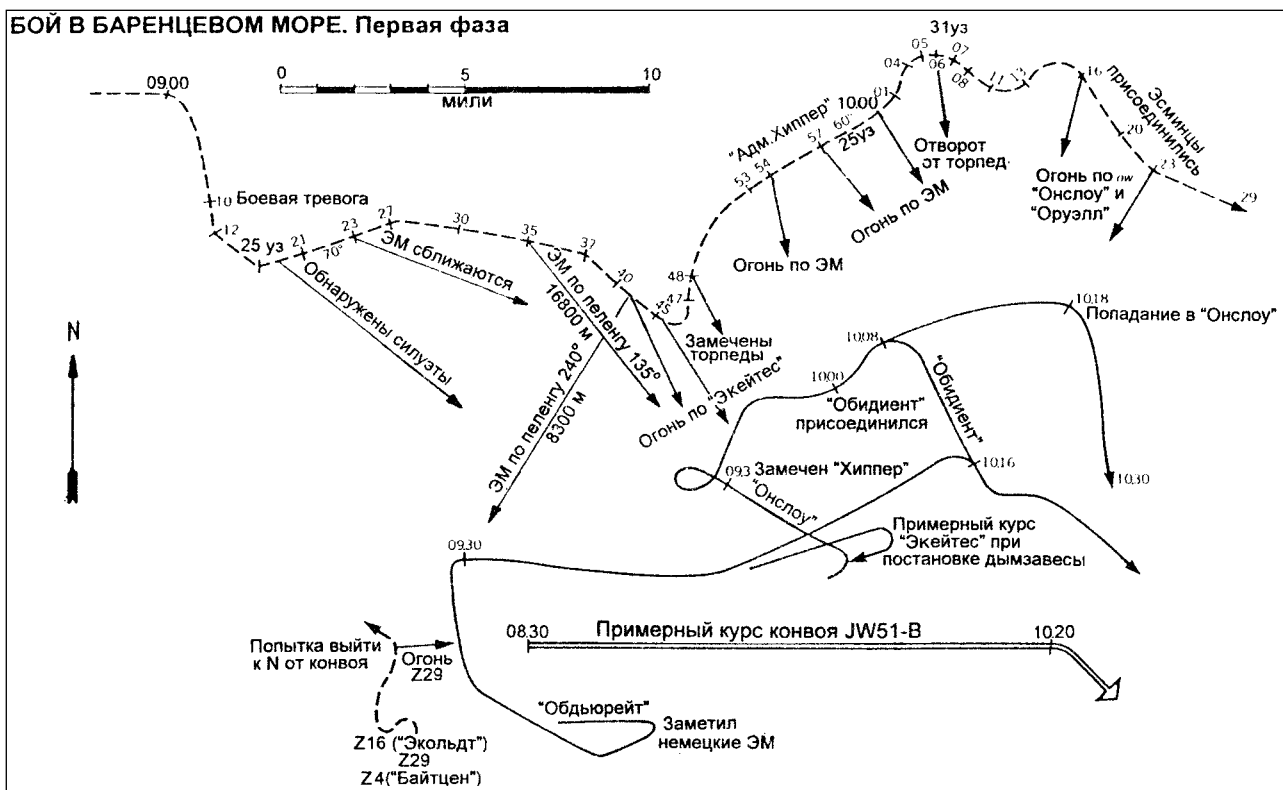 БОЙ В БАРЕНЦЕВОМ МОРЕ. Первая фаза
09.00
0
5
10
МИЛИ
10
Боевая тревога
12
25 уз
21
70°
23
27
30
35
37
40
45
47
48
53
54
57
60°
25уз
"Адм.Хиппер"
10.00
01
04
05
31уз
06
07
08
11
13
16
20
23
29
Эсминцы
присоединились
Обнаружены силуэты
ЭМ сближаются
ЭМ по пеленгу 135°
16800 м
ЭМ по пеленгу 240°
8300 м
Огонь по "Экейтес"
Замечены
торпеды
Огонь по ЭМ
Огонь по ЭМ
Отворот
от торпед
Огонь по
"Онслоу" и
"Оруэлл"
N
10.18
Попадание в "Онслоу"
10.08
10.00
"Обидиент"
присоединился
"Обидиент"
10.16
10.30
09.3
Замечен "Хиппер"
"Онслоу"
Примерный курс
"Экейтес" при
постановке дымзавесы
09.30
08.30
Примерный курс конвоя JW51-B
10.20
Попытка выйти
к N от конвоя
Огонь
Z29
"Обдьюрейт"
Заметил
немецкие ЭМ
Z16 ("Экольдт")
Z29
Z4("Байтцен")